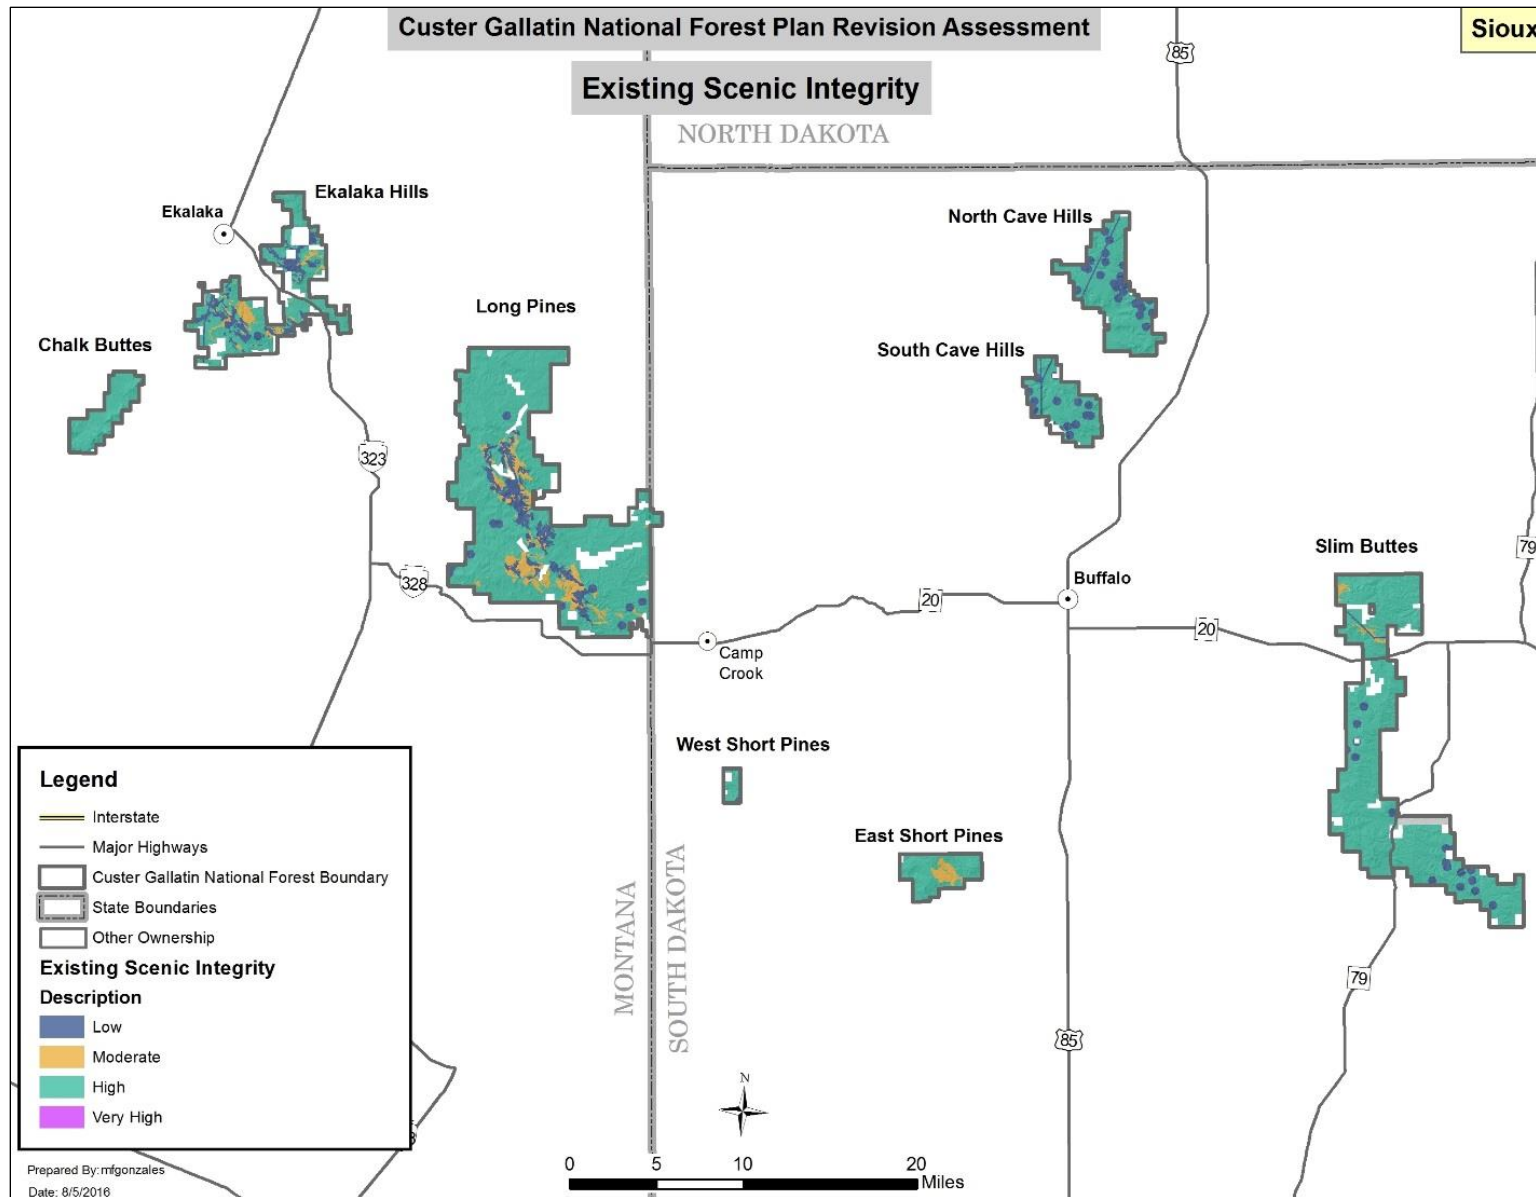 Custer Gallatin National Forest Plan Revision Assessment
Sioux
Existing Scenic Integrity
85
NORTH DAKOTA
Ekalaka Hills
Ekalaka
North Cave Hills
Long Pines
Chalk Buttes
South Cave Hills
323
Slim Buttes
79
328
Buffalo
20
20
Camp
Crook
West Short Pines
East Short Pines
MONTANA
SOUTH DAKOTA
79
85
Legend
Interstate
Major Highways
Custer Gallatin National Forest Boundary
State Boundaries
Other Ownership
Existing Scenic Integrity
Description
Low
Moderate
High
Very High
N
0 5 10 20
Miles
Prepared By: mfgonzales
Date: 8/5/2016